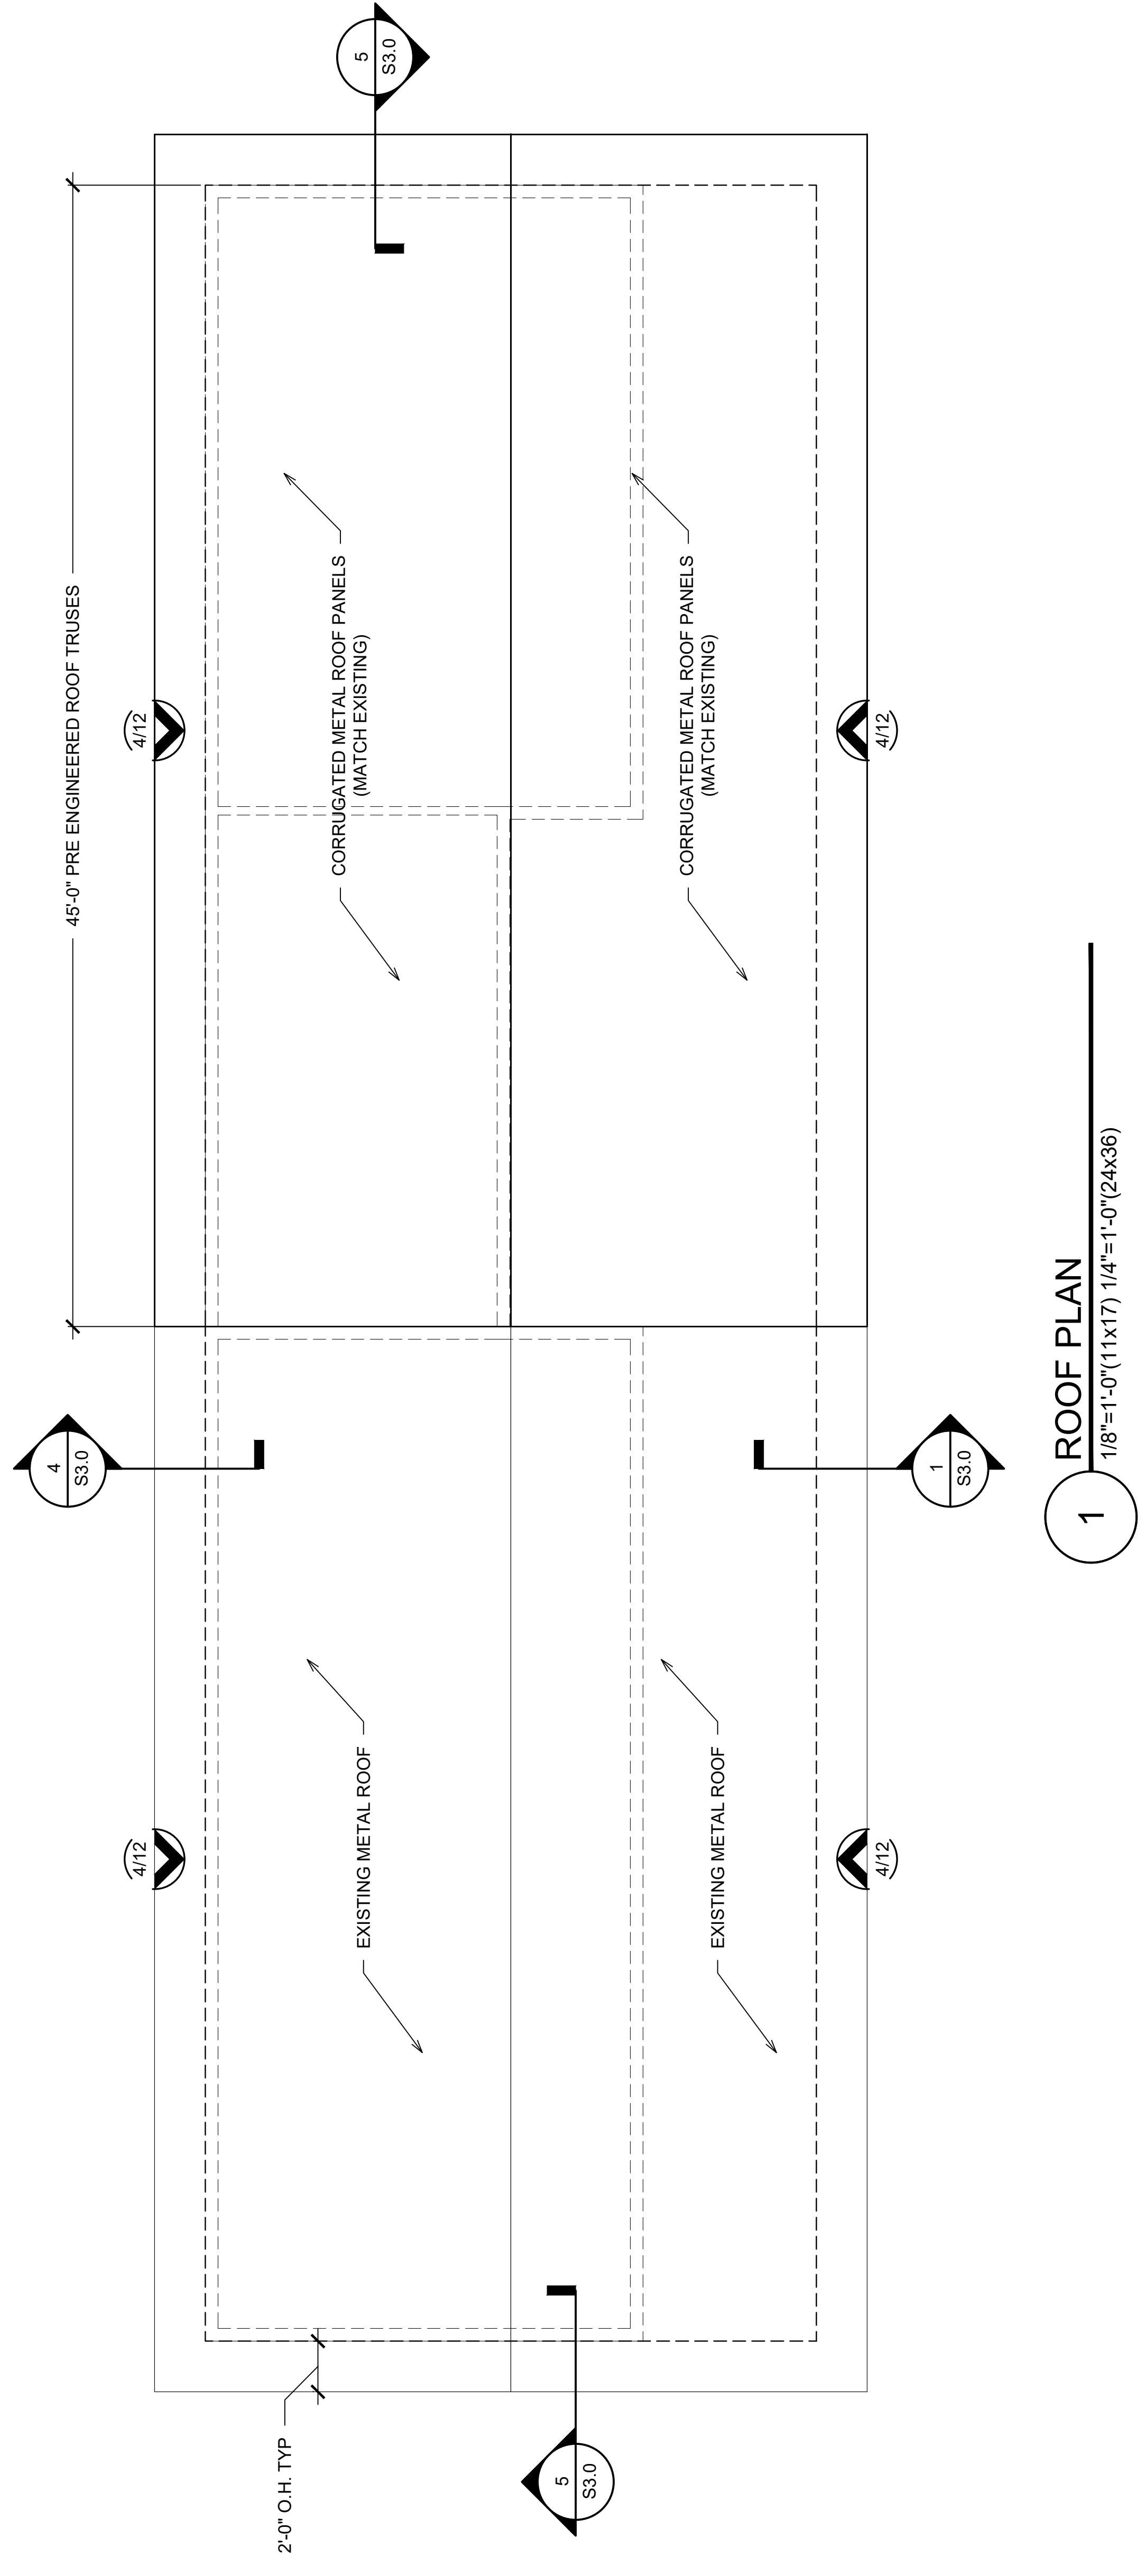 2'-0" O.H. TYP
45'-0" PRE ENGINEERED ROOF TRUSES
4
S3.0
4/12
4/12
5
S3.0
EXISTING METAL ROOF
CORRUGATED METAL ROOF PANELS
(MATCH EXISTING)
5
S3.0
EXISTING METAL ROOF
CORRUGATED METAL ROOF PANELS
(MATCH EXISTING)
4/12
4/12
1
S3.0
1
ROOF PLAN
1/8"=1'-0"(11x17) 1/4"=1'-0"(24x36)